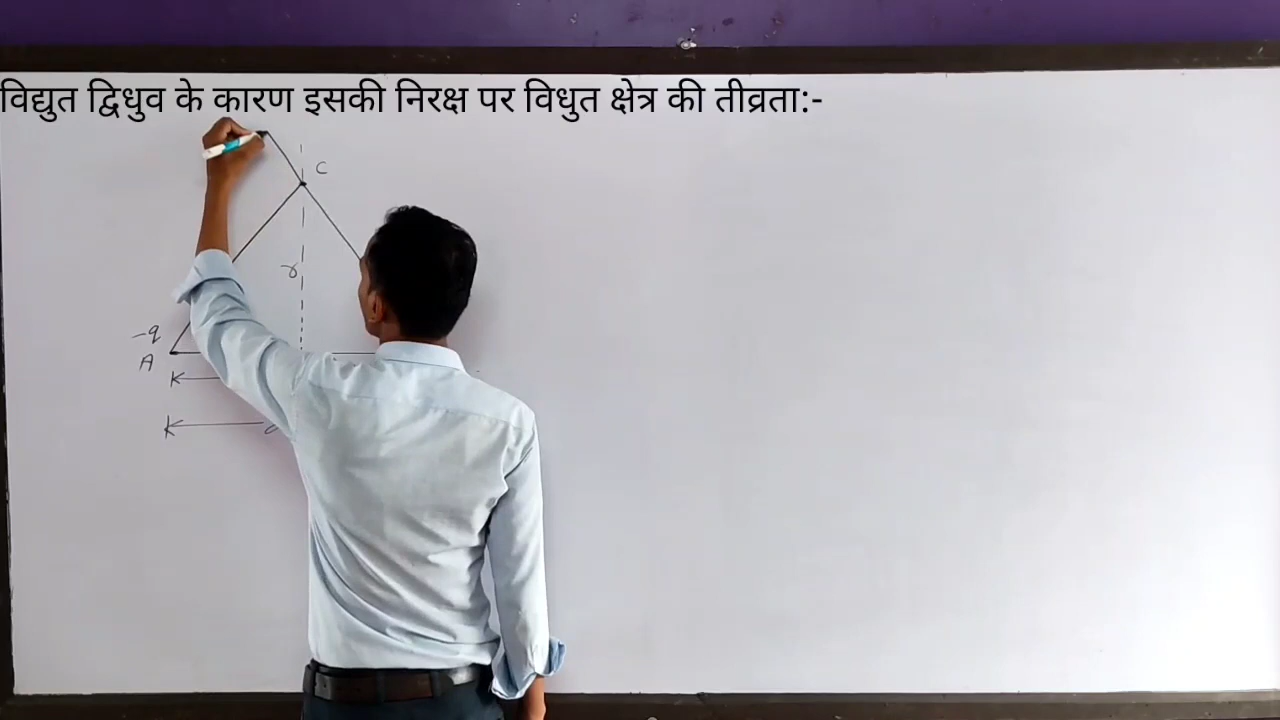 विद्युत द्विधुव के कारण इसकी निरक्ष पर विधुत क्षेत्र की तीव्रता:-
C
r
-q
A